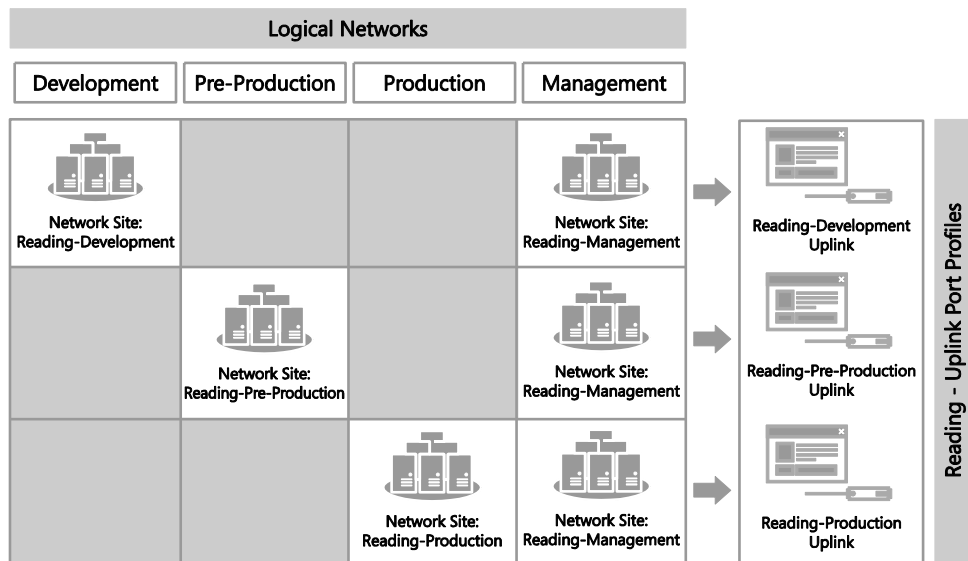 Logical Networks
Development
Pre-Production
Production
Management
Network Site:
Reading-Development
Network Site:
Reading-Management
Reading-Development
Uplink
Network Site:
Reading-Pre-Production
Network Site:
Reading-Management
Reading-Pre-Production
Uplink
Network Site:
Reading-Production
Network Site:
Reading-Management
Reading-Production
Uplink
Reading - Uplink Port Profiles